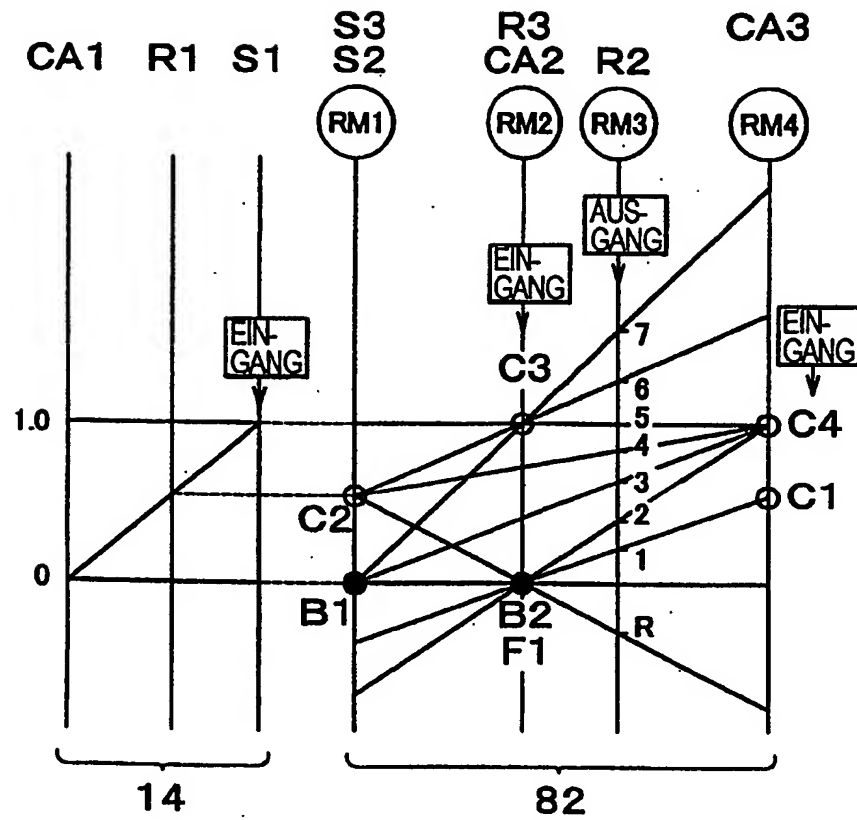 S3 R3 CA3
CA1 R1 S1 S2 CA2 R2
RM1 RM2 RM3 RM4
AUS-
GANG
EIN-
GANG
7
EIN-
GANG
EIN-
GANG
C3
6
1.0
5
C4
4
3
C2
2
C1
1
0
B1
B2
R
F1
14
82